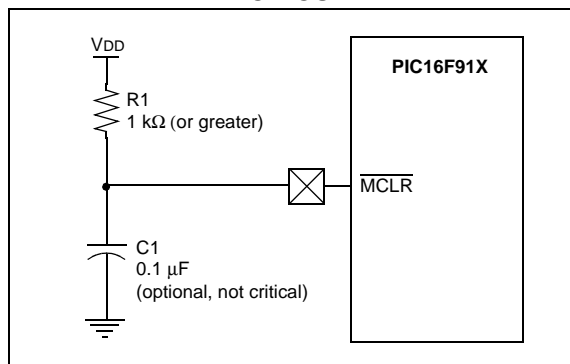 VDD
PIC16F91X
R1
1 kΩ (or greater)
MCLR
C1
0.1 μF
(optional, not critical)